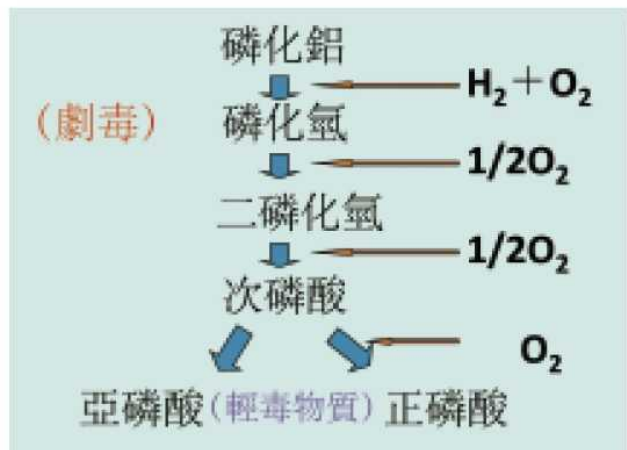 磷化鋁
H₂＋O₂
(劇毒) 磷化氫
1/2O₂
二磷化氫
1/2O₂
次磷酸
O₂
亞磷酸(輕毒物質)正磷酸